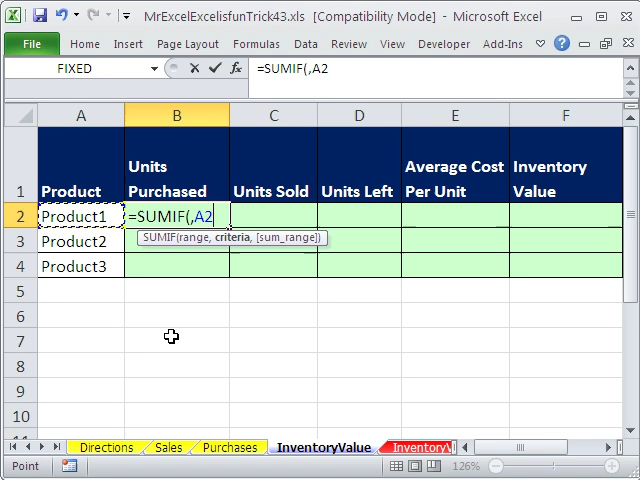 MrExcelExcelisfunTrick43.xls [Compatibility Mode] - Microsoft Excel
File Home Insert Page Layout Formulas Data Review View Developer Add-Ins
FIXED fx =SUMIF(,A2
A B C D E F
Units Average Cost Inventory
1 Product Purchased Units Sold Units Left Per Unit Value
2 Product1 =SUMIF(,A2
SUMIF(range, criteria, [sum_range])
3 Product2
4 Product3
5
6
7
8
9
10
11
Directions Sales Purchases InventoryValue Inventory\
Point 126%